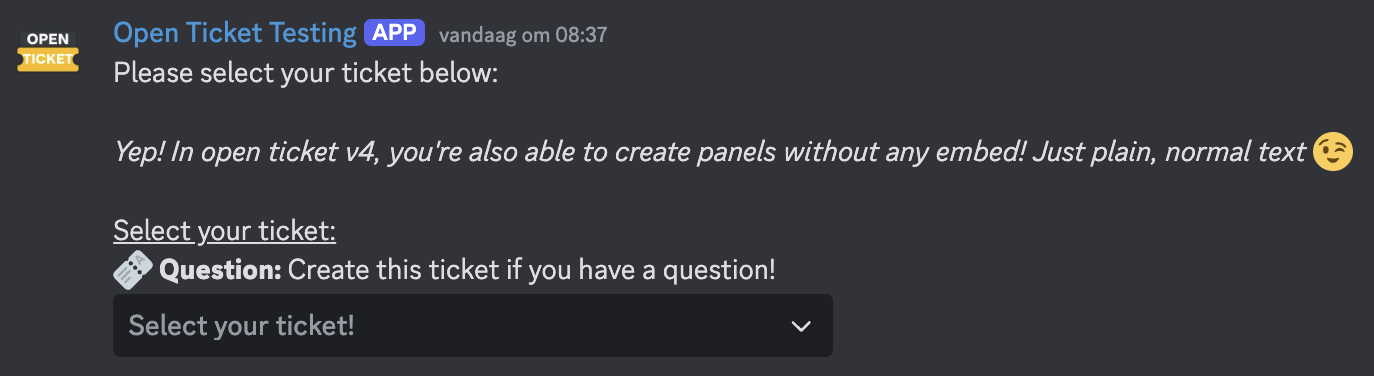 OPEN
TICKET
Open Ticket Testing APP vandaag om 08:37
Please select your ticket below:
Yep! In open ticket v4, you're also able to create panels without any embed! Just plain, normal text 😉
Select your ticket:
🎟 Question: Create this ticket if you have a question!
Select your ticket!